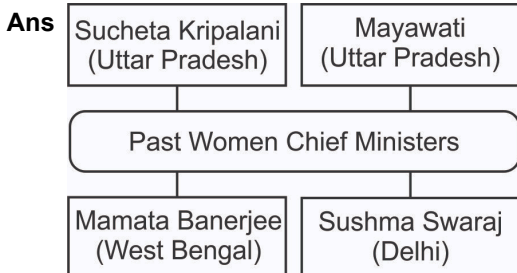 Ans
Sucheta Kripalani
(Uttar Pradesh)
Mayawati
(Uttar Pradesh)
Past Women Chief Ministers
Mamata Banerjee
(West Bengal)
Sushma Swaraj
(Delhi)